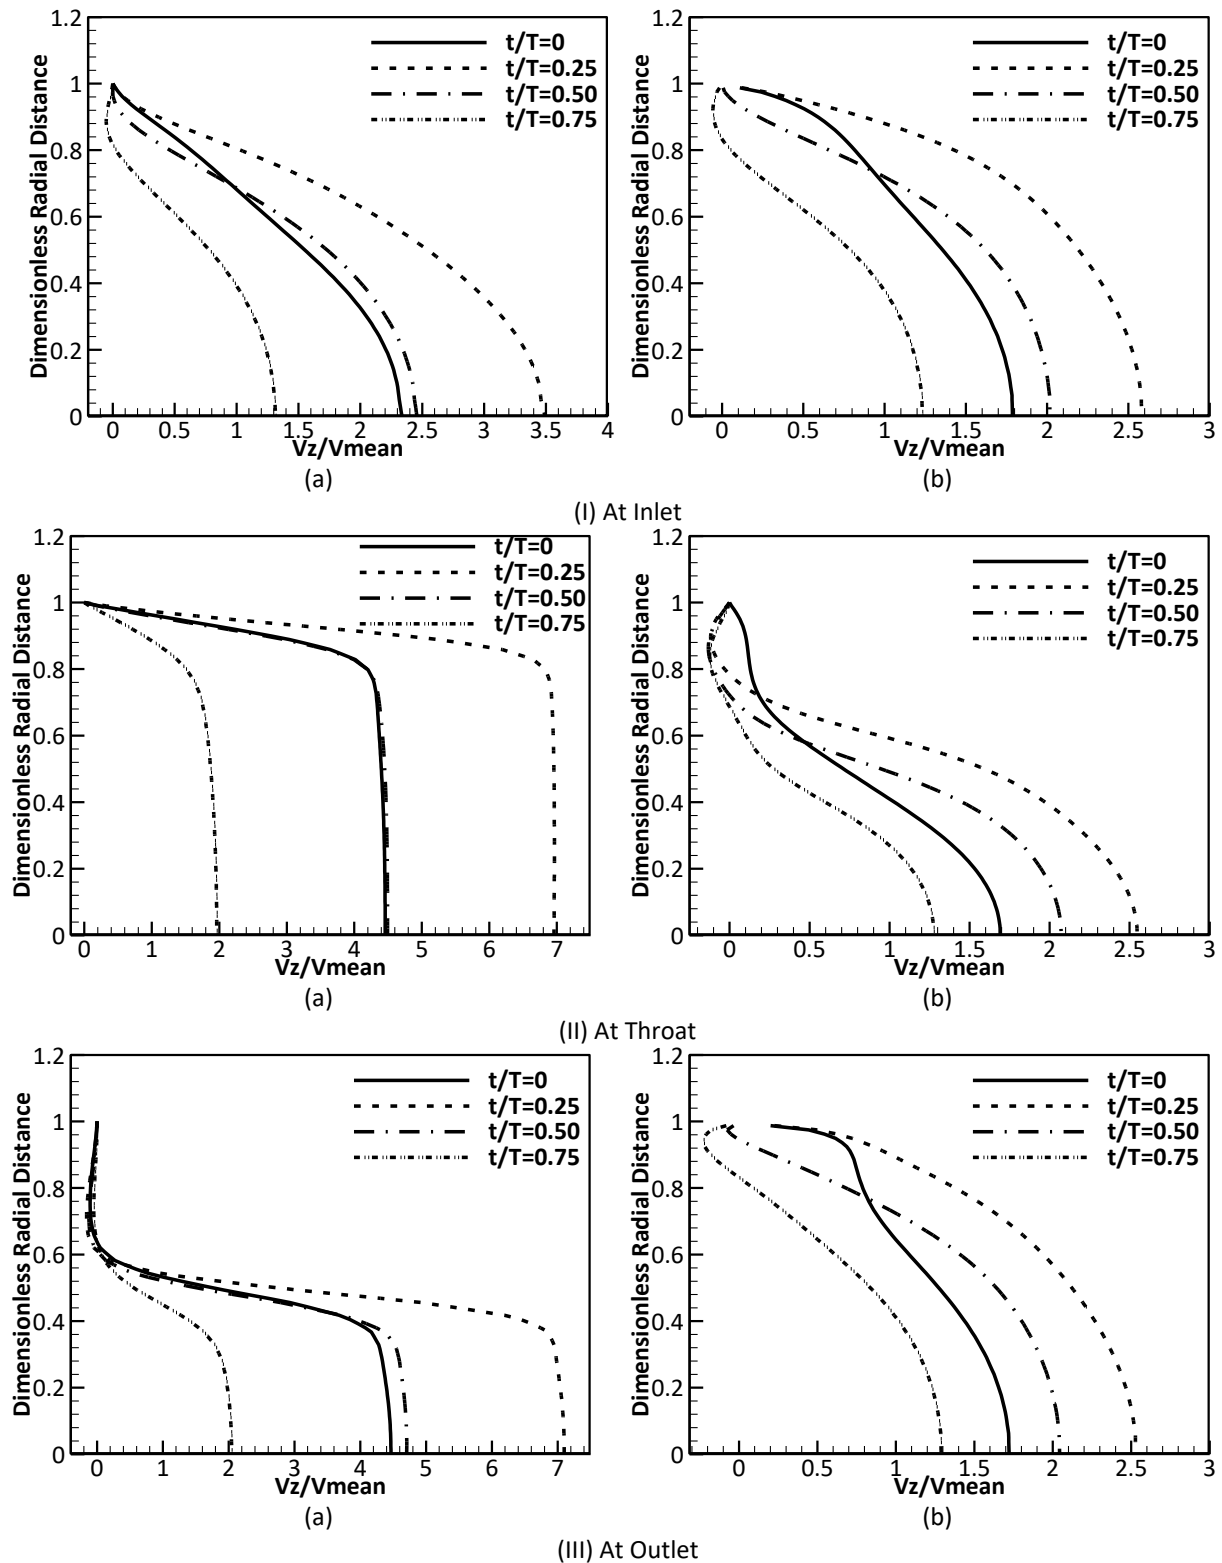 1.2
1
0.8
0.6
0.4
0.2
0
Dimensionless Radial Distance
t/T=0
t/T=0.25
t/T=0.50
t/T=0.75
0 0.5 1 1.5 2 2.5 3 3.5 4
Vz/Vmean
(a)
1.2
1
0.8
0.6
0.4
0.2
0
Dimensionless Radial Distance
t/T=0
t/T=0.25
t/T=0.50
t/T=0.75
0 0.5 1 1.5 2 2.5 3
Vz/Vmean
(b)
(I) At Inlet
1.2
1
0.8
0.6
0.4
0.2
0
Dimensionless Radial Distance
t/T=0
t/T=0.25
t/T=0.50
t/T=0.75
0 1 2 3 4 5 6 7
Vz/Vmean
(a)
1.2
1
0.8
0.6
0.4
0.2
0
Dimensionless Radial Distance
t/T=0
t/T=0.25
t/T=0.50
t/T=0.75
0 0.5 1 1.5 2 2.5 3
Vz/Vmean
(b)
(II) At Throat
1.2
1
0.8
0.6
0.4
0.2
0
Dimensionless Radial Distance
t/T=0
t/T=0.25
t/T=0.50
t/T=0.75
0 1 2 3 4 5 6 7
Vz/Vmean
(a)
1.2
1
0.8
0.6
0.4
0.2
0
Dimensionless Radial Distance
t/T=0
t/T=0.25
t/T=0.50
t/T=0.75
0 0.5 1 1.5 2 2.5 3
Vz/Vmean
(b)
(III) At Outlet